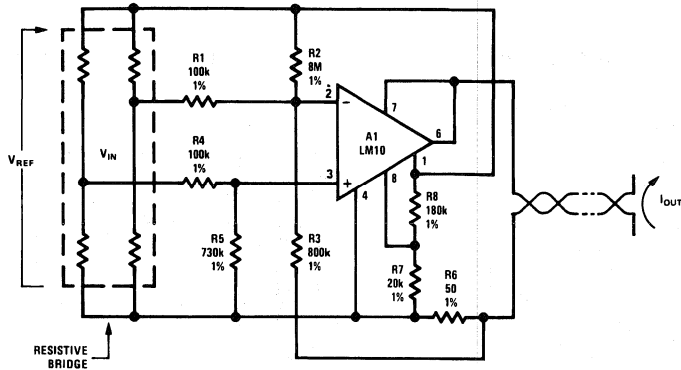 R1
100k
1%
R2
8M
1%
2
−
7
A1
LM10
6
VREF
VIN
R4
100k
1%
3
+
4
8
1
R8
180k
1%
IOUT
R5
730k
1%
R3
800k
1%
R7
20k
1%
R6
50
1%
RESISTIVE
BRIDGE